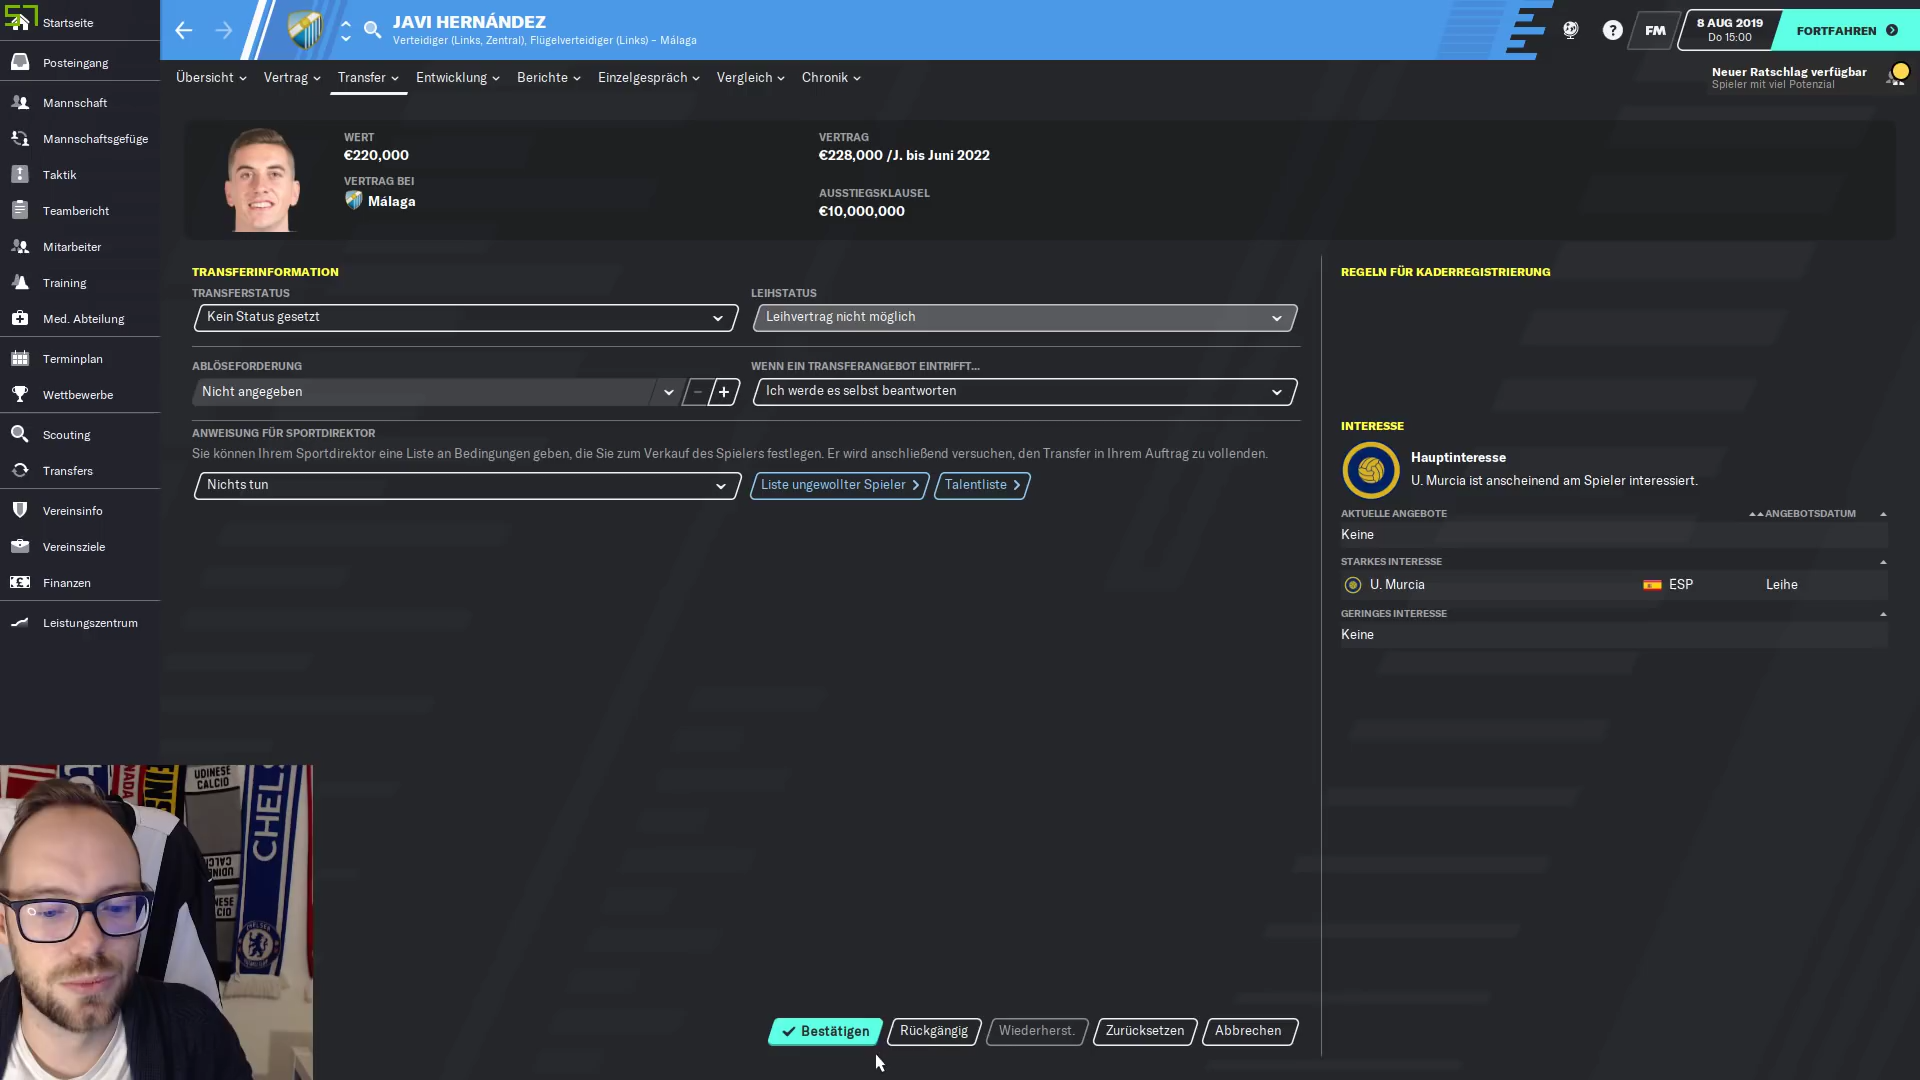 57
Startseite
Posteingang
Mannschaft
Mannschaftsgefüge
Taktik
Teambericht
Mitarbeiter
Training
Med. Abteilung
Terminplan
Wettbewerbe
Scouting
Transfers
Vereinsinfo
Vereinsziele
Finanzen
Leistungszentrum
JAVI HERNÁNDEZ
Verteidiger (Links, Zentral), Flügelverteidiger (Links) – Málaga
FM
8 AUG 2019
Do 15:00
FORTFAHREN
Übersicht Vertrag Transfer Entwicklung Berichte Einzelgespräch Vergleich Chronik
Neuer Ratschlag verfügbar
Spieler mit viel Potenzial
WERT
€220,000
VERTRAG BEI
Málaga
VERTRAG
€228,000 /J. bis Juni 2022
AUSSTIEGSKLAUSEL
€10,000,000
TRANSFERINFORMATION
TRANSFERSTATUS
Kein Status gesetzt
LEIHSTATUS
Leihvertrag nicht möglich
ABLÖSEFORDERUNG
Nicht angegeben
WENN EIN TRANSFERANGEBOT EINTRIFFT...
Ich werde es selbst beantworten
ANWEISUNG FÜR SPORTDIREKTOR
Sie können Ihrem Sportdirektor eine Liste an Bedingungen geben, die Sie zum Verkauf des Spielers festlegen. Er wird anschließend versuchen, den Transfer in Ihrem Auftrag zu vollenden.
Nichts tun
Liste ungewollter Spieler
Talentliste
REGELN FÜR KADERREGISTRIERUNG
INTERESSE
Hauptinteresse
U. Murcia ist anscheinend am Spieler interessiert.
AKTUELLE ANGEBOTE ANGEBOTSDATUM
Keine
STARKES INTERESSE
U. Murcia ESP Leihe
GERINGES INTERESSE
Keine
UDINESE
CALCIO
NADA
CHELS
UDINESE
CALCIO
Bestätigen
Rückgängig
Wiederherst.
Zurücksetzen
Abbrechen